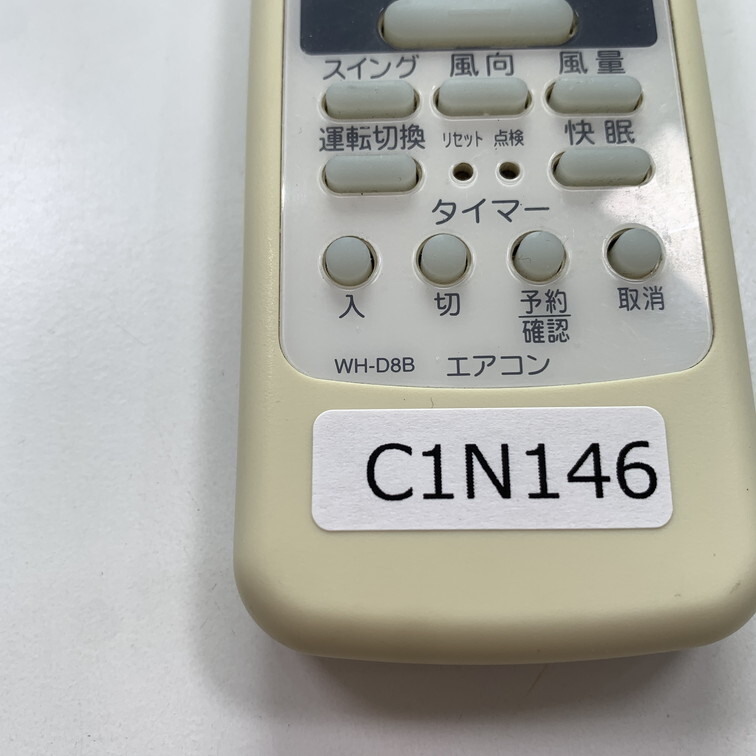 スイング 風向 風量
運転切換 リセット 点検 快眠
タイマー
入 切 予約 取消
確認
WH-D8B エアコン
C1N146